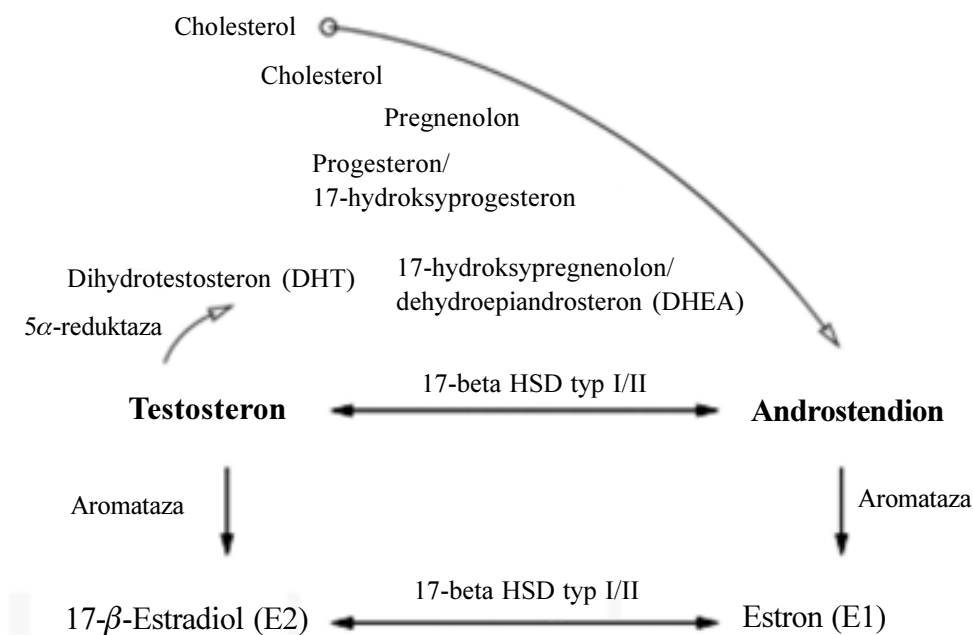 Cholesterol
Cholesterol
Pregnenolon
Progesteron/
17-hydroksyprogesteron
Dihydrotestosteron (DHT)
17-hydroksypregnenolon/
dehydroepiandrosteron (DHEA)
5α-reduktaza
17-beta HSD typ I/II
Testosteron
Androstendion
Aromataza
Aromataza
17-beta HSD typ I/II
17-β-Estradiol (E2)
Estron (E1)